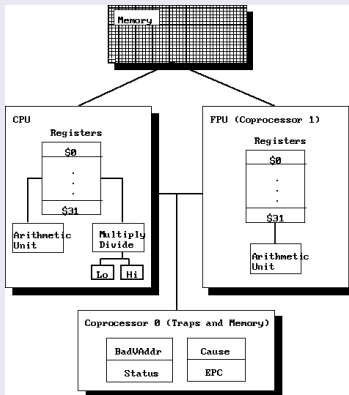 Memory
CPU
Registers
$0
$31
Arithmetic
Unit
Multiply
Divide
Lo
Hi
FPU (Coprocessor 1)
Registers
$0
$31
Arithmetic
Unit
Coprocessor 0 (Traps and Memory)
BadVAddr
Cause
Status
EPC